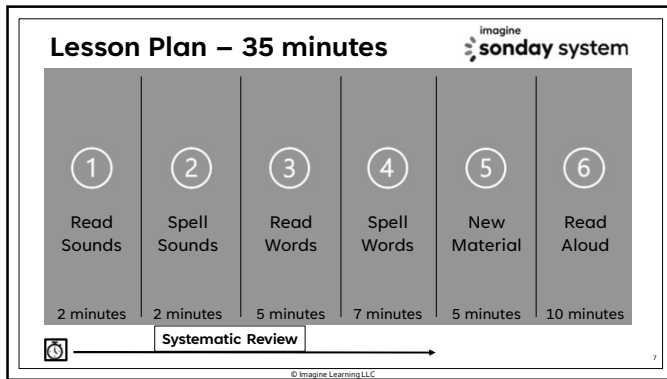 Lesson Plan – 35 minutes
imagine
sonday system
1
Read
Sounds
2 minutes
2
Spell
Sounds
2 minutes
3
Read
Words
5 minutes
4
Spell
Words
7 minutes
5
New
Material
5 minutes
6
Read
Aloud
10 minutes
Systematic Review
7
© Imagine Learning LLC